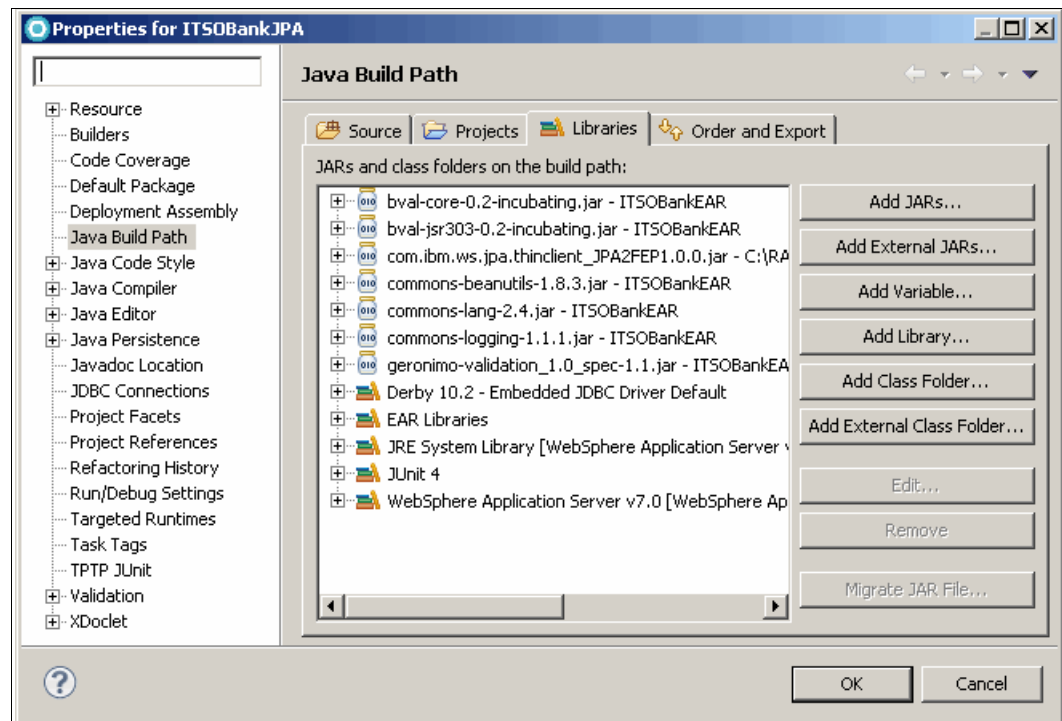 Properties for ITSOBankJPA
Resource
Builders
Code Coverage
Default Package
Deployment Assembly
Java Build Path
Java Code Style
Java Compiler
Java Editor
Java Persistence
Javadoc Location
JDBC Connections
Project Facets
Project References
Refactoring History
Run/Debug Settings
Targeted Runtimes
Task Tags
TPTP JUnit
Validation
XDoclet
Java Build Path
Source Projects Libraries Order and Export
JARs and class folders on the build path:
bval-core-0.2-incubating.jar - ITSOBankEAR
bval-jsr303-0.2-incubating.jar - ITSOBankEAR
com.ibm.ws.jpa.thinclient_JPA2FEP1.0.0.jar - C:\RA
commons-beanutils-1.8.3.jar - ITSOBankEAR
commons-lang-2.4.jar - ITSOBankEAR
commons-logging-1.1.1.jar - ITSOBankEAR
geronimo-validation_1.0_spec-1.1.jar - ITSOBankEA
Derby 10.2 - Embedded JDBC Driver Default
EAR Libraries
JRE System Library [WebSphere Application Server v
JUnit 4
WebSphere Application Server v7.0 [WebSphere Ap
Add JARs...
Add External JARs...
Add Variable...
Add Library...
Add Class Folder...
Add External Class Folder...
Edit...
Remove
Migrate JAR File...
OK Cancel